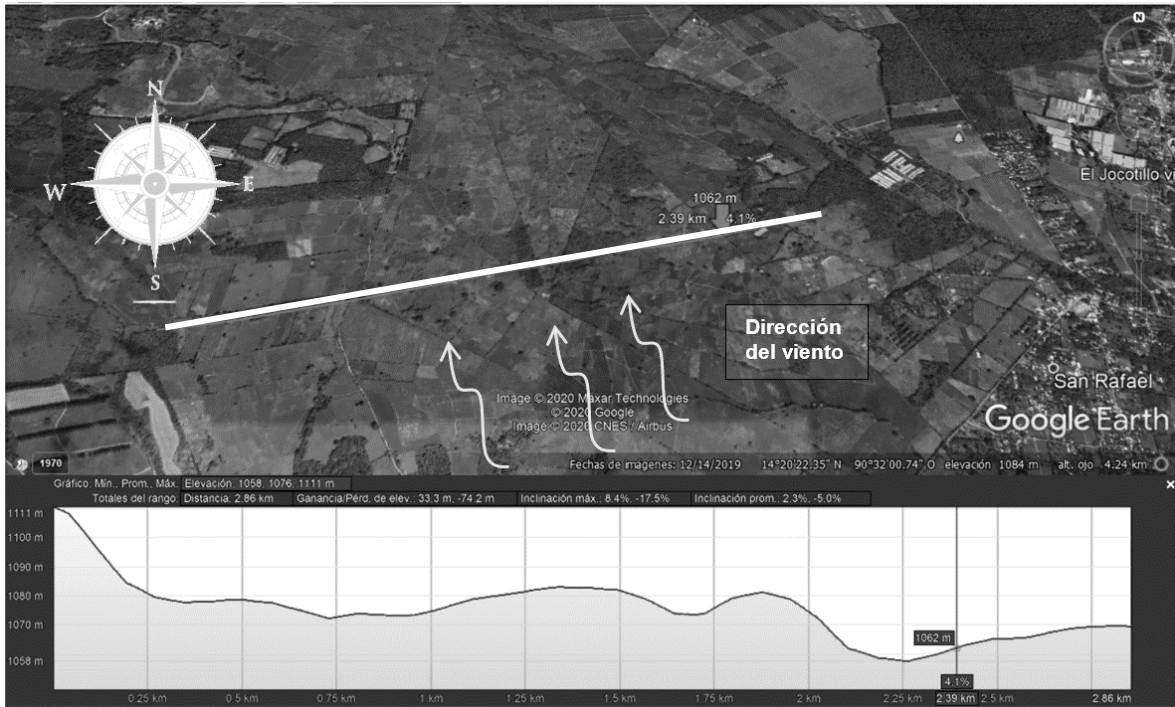 N
N
W
E
S
El Jocotillo vi
1062 m
2.39 km 4.1%
Dirección
del viento
San Rafael
Image © 2020 Maxar Technologies
© 2020 Google
Image © 2020 CNES / Airbus
Google Earth
1970
Fechas de imágenes: 12/14/2019 14°20'22.35" N 90°32'00.74" O elevación 1084 m alt. ojo 4.24 km
Gráfico: Mín., Prom., Máx. Elevación: 1058, 1076, 1111 m
Totales del rango: Distancia: 2.86 km Ganancia/Pérd. de elev.: 33.3 m, -74.2 m Inclinación máx.: 8.4%, -17.5% Inclinación prom.: 2.3%, -5.0%
1111 m
1100 m
1090 m
1080 m
1070 m
1058 m
1062 m
4.1%
0.25 km 0.5 km 0.75 km 1 km 1.25 km 1.5 km 1.75 km 2 km 2.25 km 2.39 km 2.5 km 2.86 km